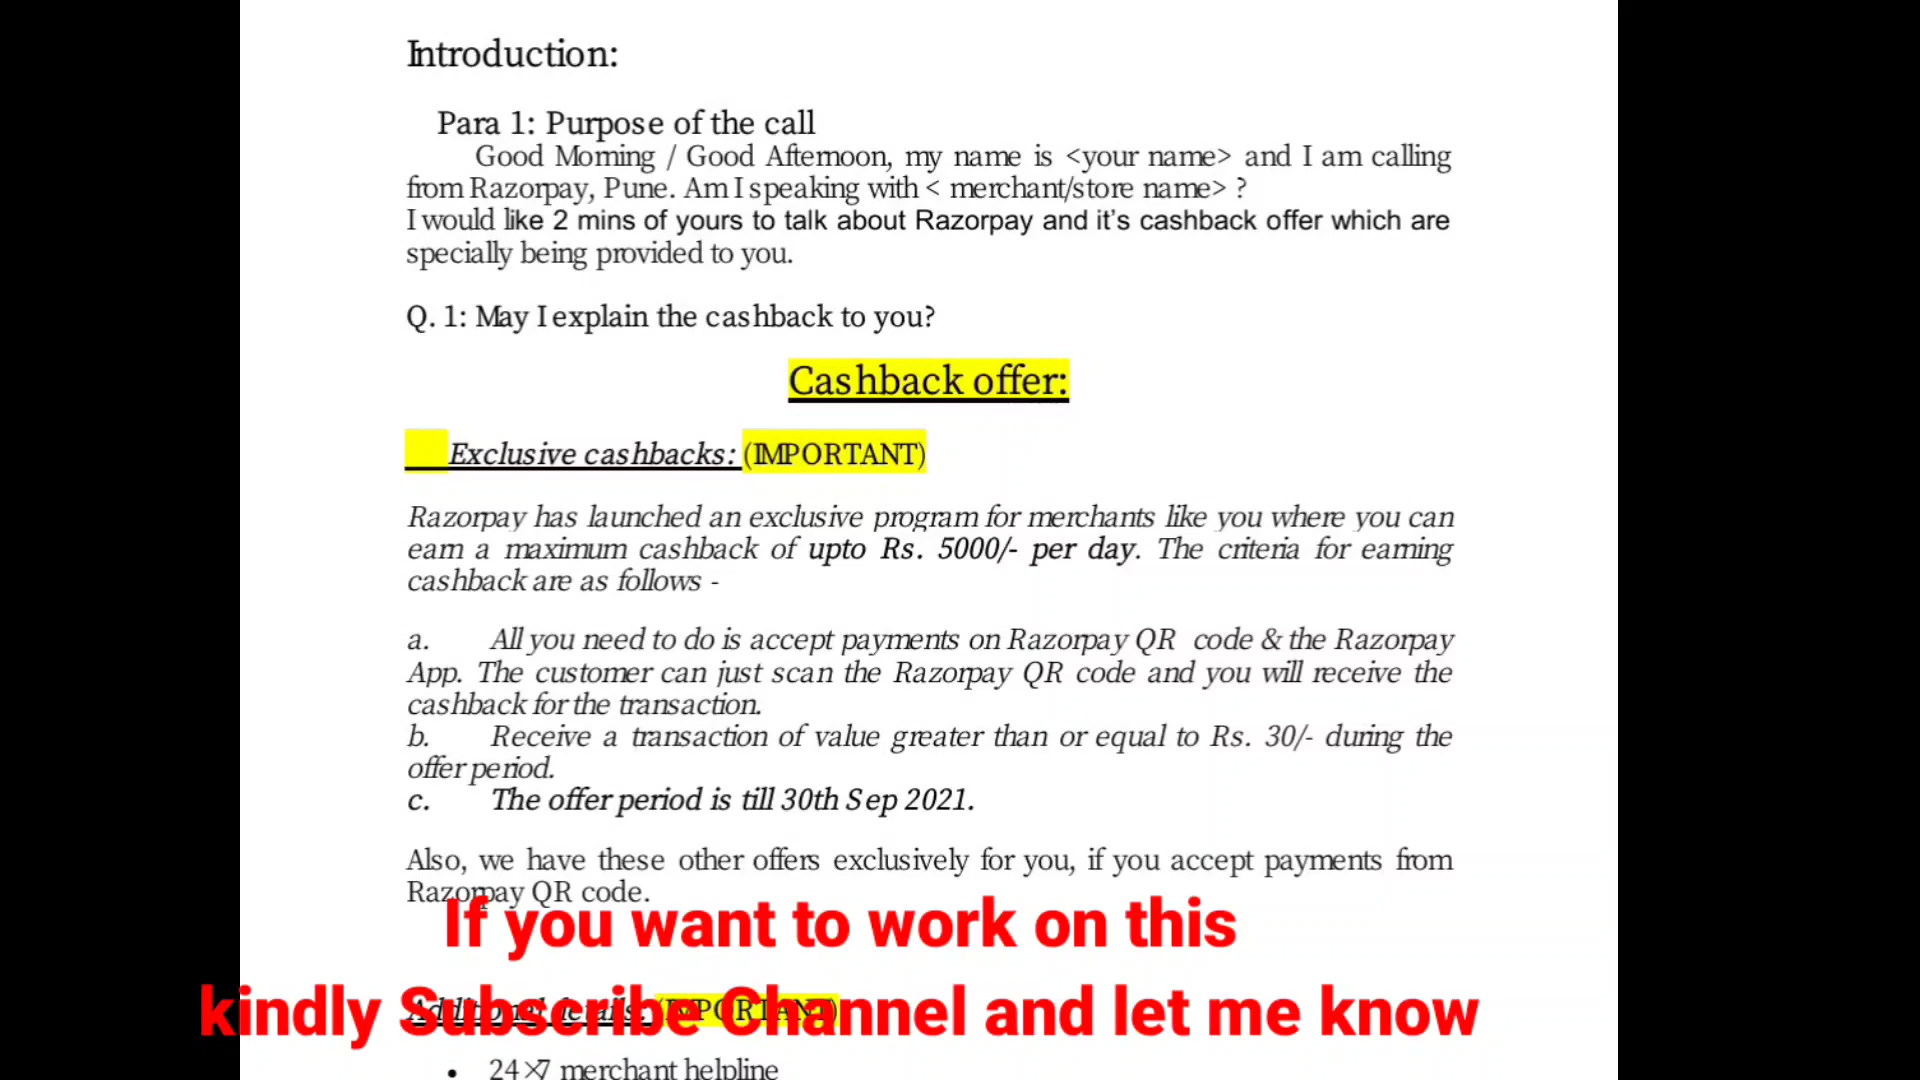 Introduction:
Para 1: Purpose of the call
Good Morning / Good Afternoon, my name is <your name> and I am calling
from Razorpay, Pune. Am I speaking with < merchant/store name> ?
I would like 2 mins of yours to talk about Razorpay and it's cashback offer which are
specially being provided to you.
Q. 1: May I explain the cashback to you?
Cashback offer:
Exclusive cashbacks: (IMPORTANT)
Razorpay has launched an exclusive program for merchants like you where you can
earn a maximum cashback of upto Rs. 5000/- per day. The criteria for earning
cashback are as follows -
a. All you need to do is accept payments on Razorpay QR code & the Razorpay
App. The customer can just scan the Razorpay QR code and you will receive the
cashback for the transaction.
b. Receive a transaction of value greater than or equal to Rs. 30/- during the
offer period.
c. The offer period is till 30th Sep 2021.
Also, we have these other offers exclusively for you, if you accept payments from
Razorpay QR code.
If you want to work on this
kindly Subscribe Channel and let me know
Additional details: (IMPORTANT)
• 24×7 merchant helpline